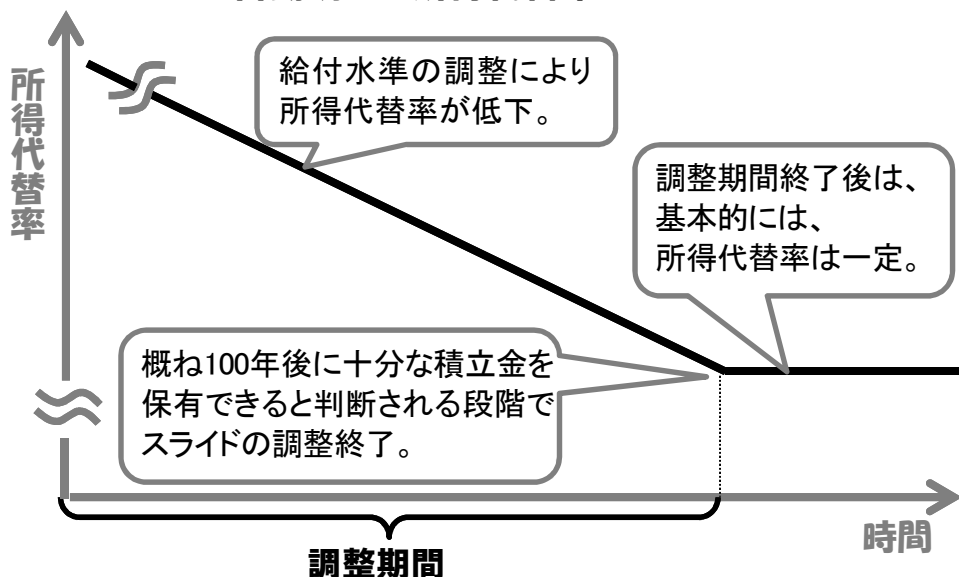 所得代替率
給付水準の調整により
所得代替率が低下。
調整期間終了後は、
基本的には、
所得代替率は一定。
概ね100年後に十分な積立金を
保有できると判断される段階で
スライドの調整終了。
時間
調整期間